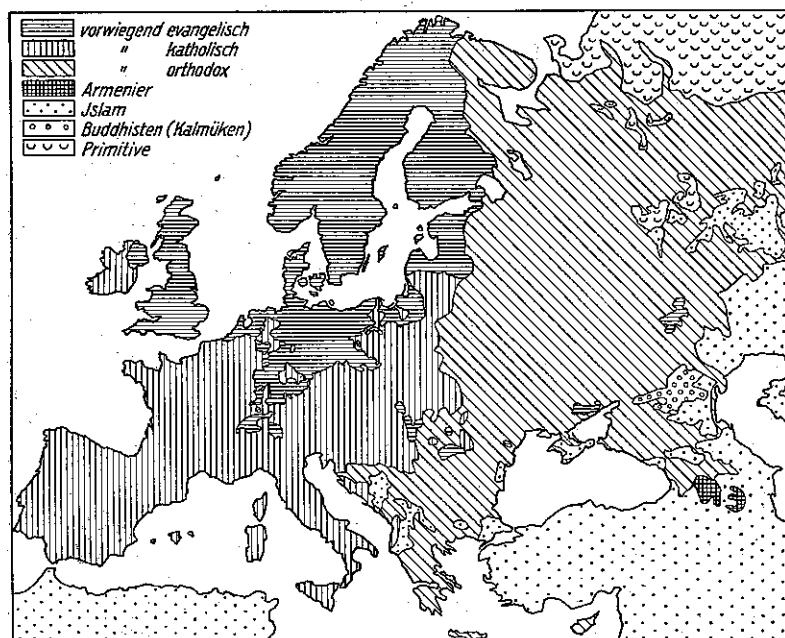 vorwiegend evangelisch
" katholisch
" orthodox
Armenier
Jslam
Buddhisten (Kalmüken)
Primitive